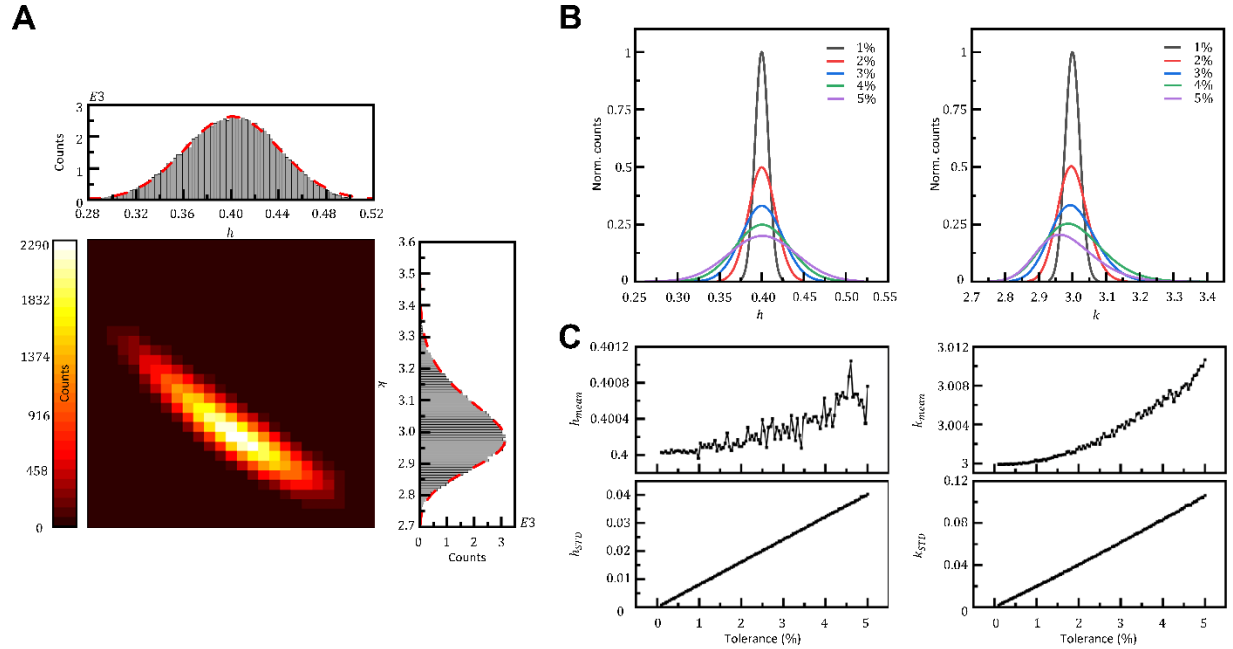 A
E3
3
2
1
0
Counts
0.28 0.32 0.36 0.40 0.44 0.48 0.52
h
2290
1832
1374
916
458
0
Counts
3.6
3.5
3.4
3.3
3.2
3.1
3.0
2.9
2.8
2.7
k
0 1 2 3
E3
Counts
B
1
0.5
0.25
0
Norm. counts
1%
2%
3%
4%
5%
0.25 0.30 0.35 0.40 0.45 0.50 0.55
h
1
0.5
0.25
0
Norm. counts
1%
2%
3%
4%
5%
2.7 2.8 2.9 3.0 3.1 3.2 3.3 3.4
k
C
0.4012
0.4008
0.4004
0.4
hmean
3.012
3.008
3.004
3
kmean
0.04
0.03
0.02
0.01
0
hSTD
0 1 2 3 4 5
Tolerance (%)
0.12
0.08
0.04
0
kSTD
0 1 2 3 4 5
Tolerance (%)